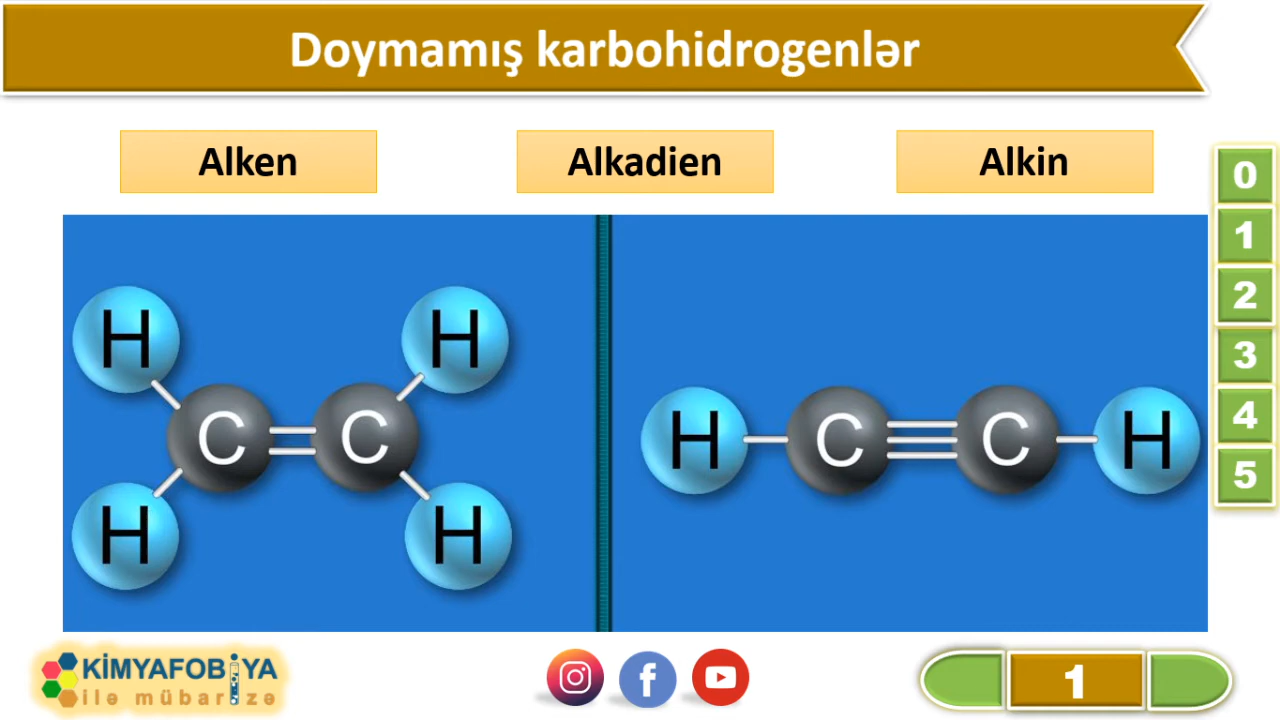 Doymamış karbohidrogenlər
Alken
Alkadien
Alkin
0
1
2
3
4
5
H
H
C
C
H
H
H
C
C
H
KİMYAFOBİYA
ilə mübarizə
1